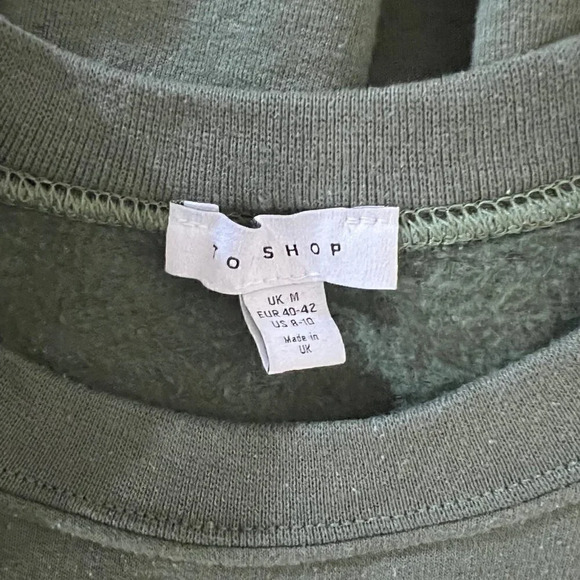 TO SHOP
UK M
EUR 40-42
US 8-10
Made in
UK